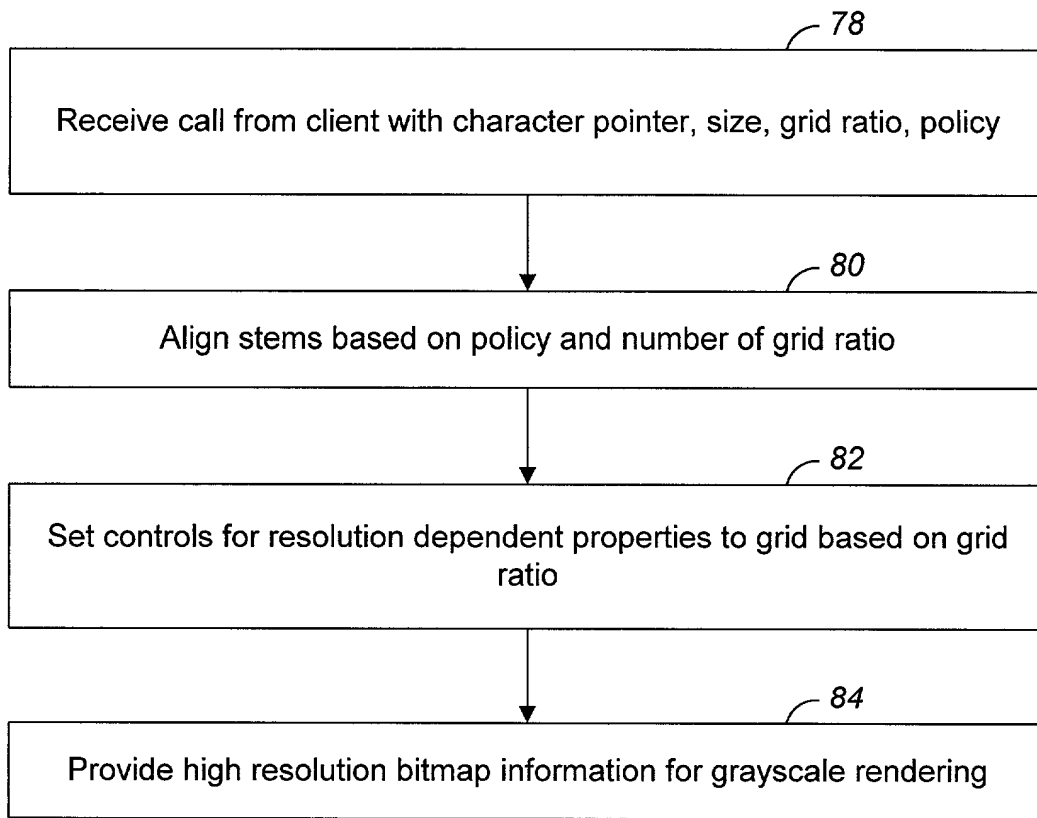 78
Receive call from client with character pointer, size, grid ratio, policy
80
Align stems based on policy and number of grid ratio
82
Set controls for resolution dependent properties to grid based on grid
ratio
84
Provide high resolution bitmap information for grayscale rendering